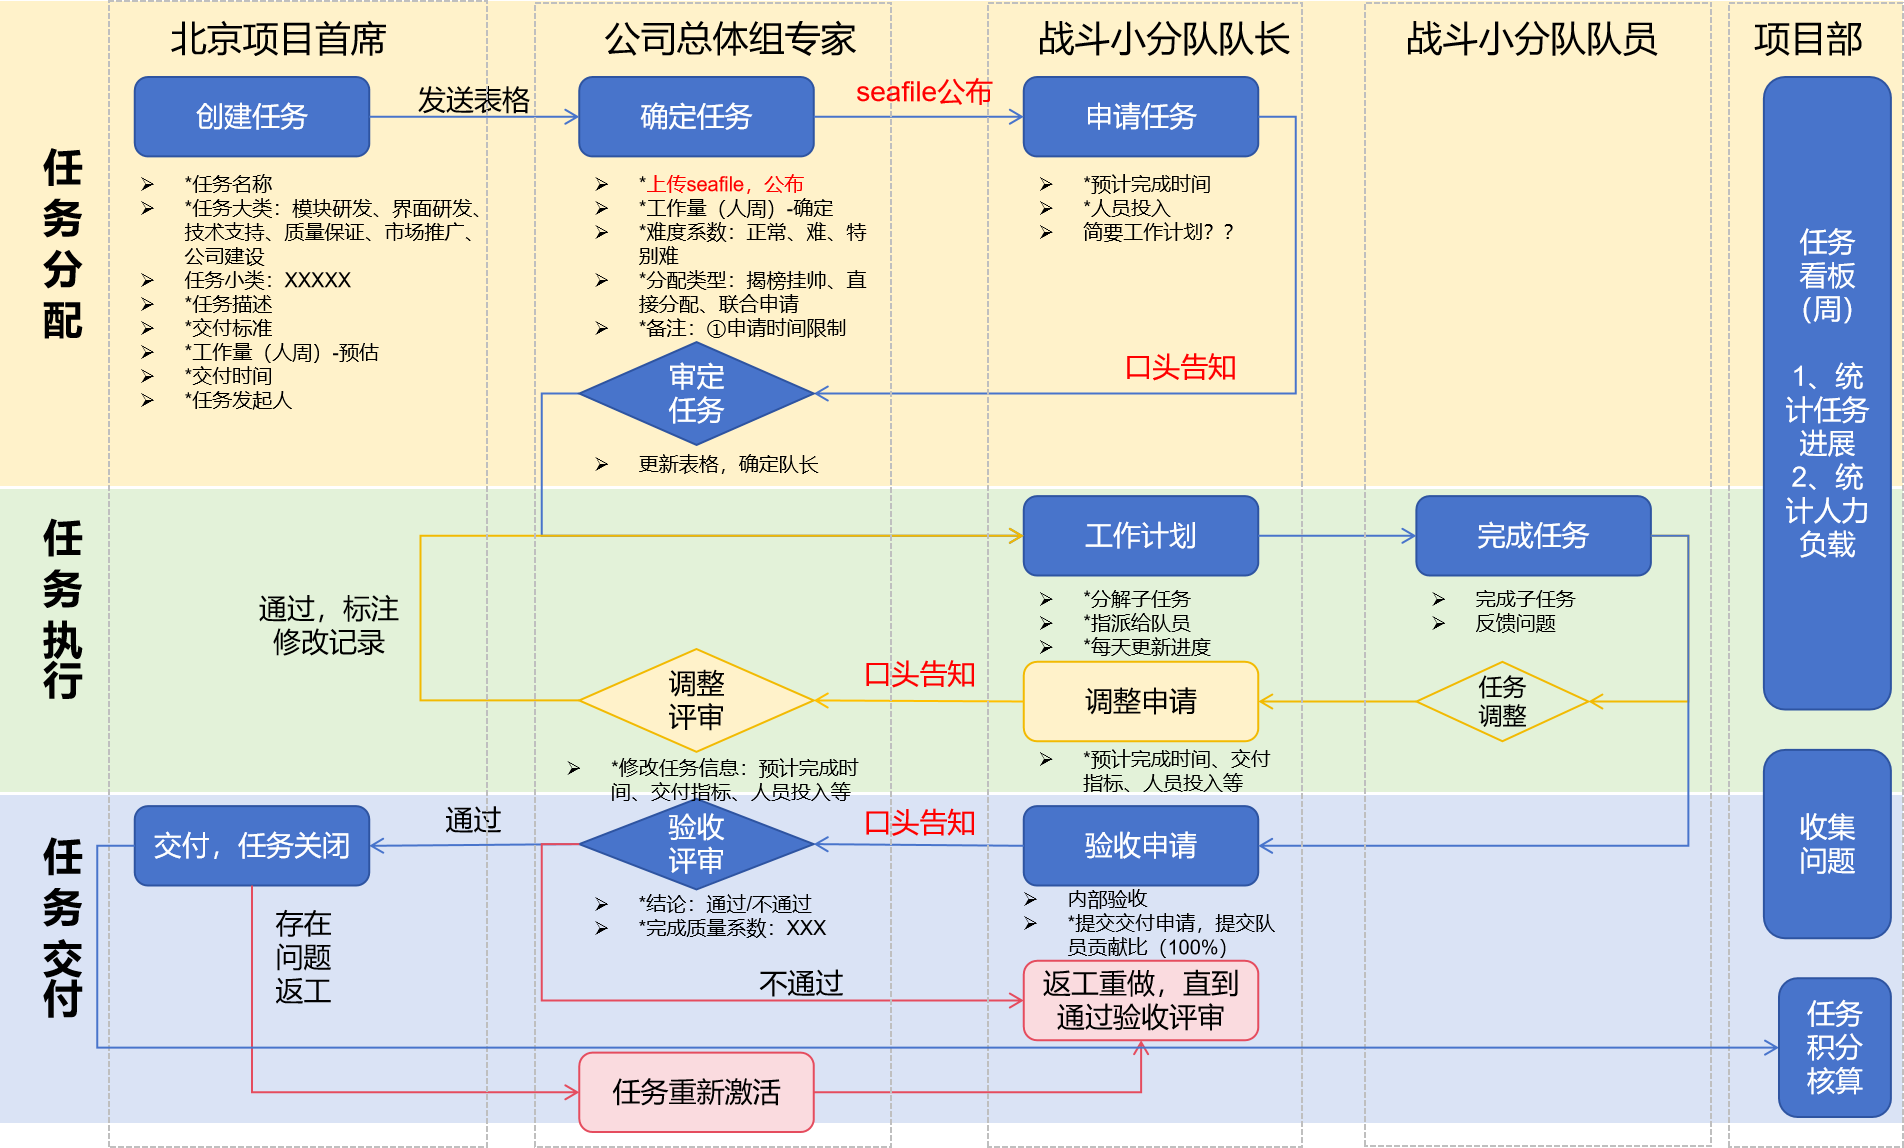 北京项目首席
公司总体组专家
战斗小分队队长
战斗小分队队员
项目部
任务分配
创建任务
发送表格
确定任务
seafile公布
申请任务
*任务名称
*任务大类：模块研发、界面研发、
技术支持、质量保证、市场推广、
公司建设
任务小类：XXXXX
*任务描述
*交付标准
*工作量（人周）-预估
*交付时间
*任务发起人
*上传seafile，公布
*工作量（人周）-确定
*难度系数：正常、难、特
别难
*分配类型：揭榜挂帅、直
接分配、联合申请
*备注：①申请时间限制
*预计完成时间
*人员投入
简要工作计划？？
口头告知
审定
任务
更新表格，确定队长
任务
看板
（周）
1、统
计任务
进展
2、统
计人力
负载
任务执行
工作计划
完成任务
*分解子任务
*指派给队员
*每天更新进度
完成子任务
反馈问题
通过，标注
修改记录
调整
评审
口头告知
调整申请
任务
调整
*修改任务信息：预计完成时
间、交付指标、人员投入等
*预计完成时间、交付
指标、人员投入等
任务交付
交付，任务关闭
通过
验收
评审
口头告知
验收申请
收集
问题
*结论：通过/不通过
*完成质量系数：XXX
内部验收
*提交交付申请，提交队
员贡献比（100%）
存在
问题
返工
不通过
返工重做，直到
通过验收评审
任务重新激活
任务
积分
核算